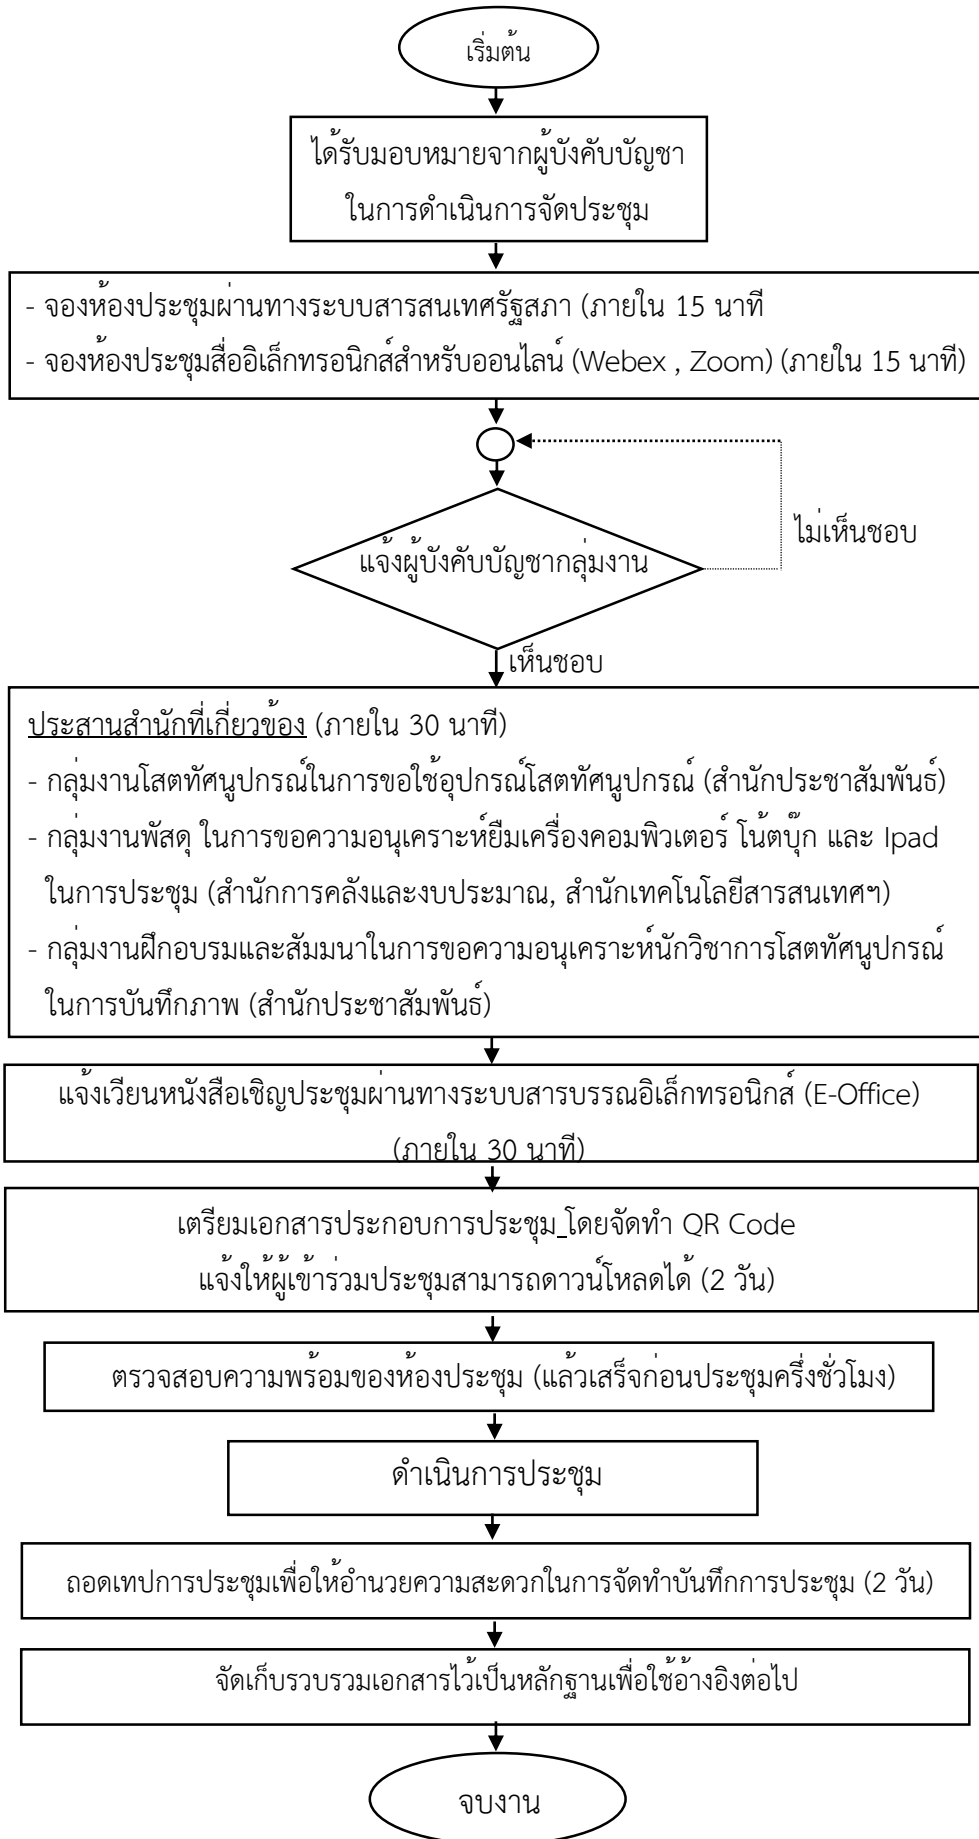 เริ่มต้น
ได้รับมอบหมายจากผู้บังคับบัญชา
ในการดำเนินการจัดประชุม
- จองห้องประชุมผ่านทางระบบสารสนเทศรัฐสภา (ภายใน 15 นาที
- จองห้องประชุมสื่ออิเล็กทรอนิกส์สำหรับออนไลน์ (Webex , Zoom) (ภายใน 15 นาที)
ไม่เห็นชอบ
แจ้งผู้บังคับบัญชากลุ่มงาน
เห็นชอบ
ประสานสำนักที่เกี่ยวข้อง (ภายใน 30 นาที)
- กลุ่มงานโสตทัศนูปกรณ์ในการขอใช้อุปกรณ์โสตทัศนูปกรณ์ (สำนักประชาสัมพันธ์)
- กลุ่มงานพัสดุ ในการขอความอนุเคราะห์ยืมเครื่องคอมพิวเตอร์ โน้ตบุ๊ก และ Ipad
ในการประชุม (สำนักการคลังและงบประมาณ, สำนักเทคโนโลยีสารสนเทศฯ)
- กลุ่มงานฝึกอบรมและสัมมนาในการขอความอนุเคราะห์นักวิชาการโสตทัศนูปกรณ์
ในการบันทึกภาพ (สำนักประชาสัมพันธ์)
แจ้งเวียนหนังสือเชิญประชุมผ่านทางระบบสารบรรณอิเล็กทรอนิกส์ (E-Office)
(ภายใน 30 นาที)
เตรียมเอกสารประกอบการประชุม โดยจัดทำ QR Code
แจ้งให้ผู้เข้าร่วมประชุมสามารถดาวน์โหลดได้ (2 วัน)
ตรวจสอบความพร้อมของห้องประชุม (แล้วเสร็จก่อนประชุมครึ่งชั่วโมง)
ดำเนินการประชุม
ถอดเทปการประชุมเพื่อให้อำนวยความสะดวกในการจัดทำบันทึกการประชุม (2 วัน)
จัดเก็บรวบรวมเอกสารไว้เป็นหลักฐานเพื่อใช้อ้างอิงต่อไป
จบงาน